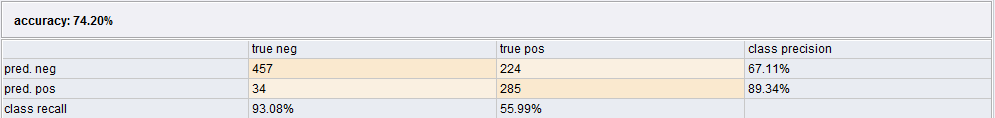 accuracy: 74.20%
true neg true pos class precision
pred. neg 457 224 67.11%
pred. pos 34 285 89.34%
class recall 93.08% 55.99%